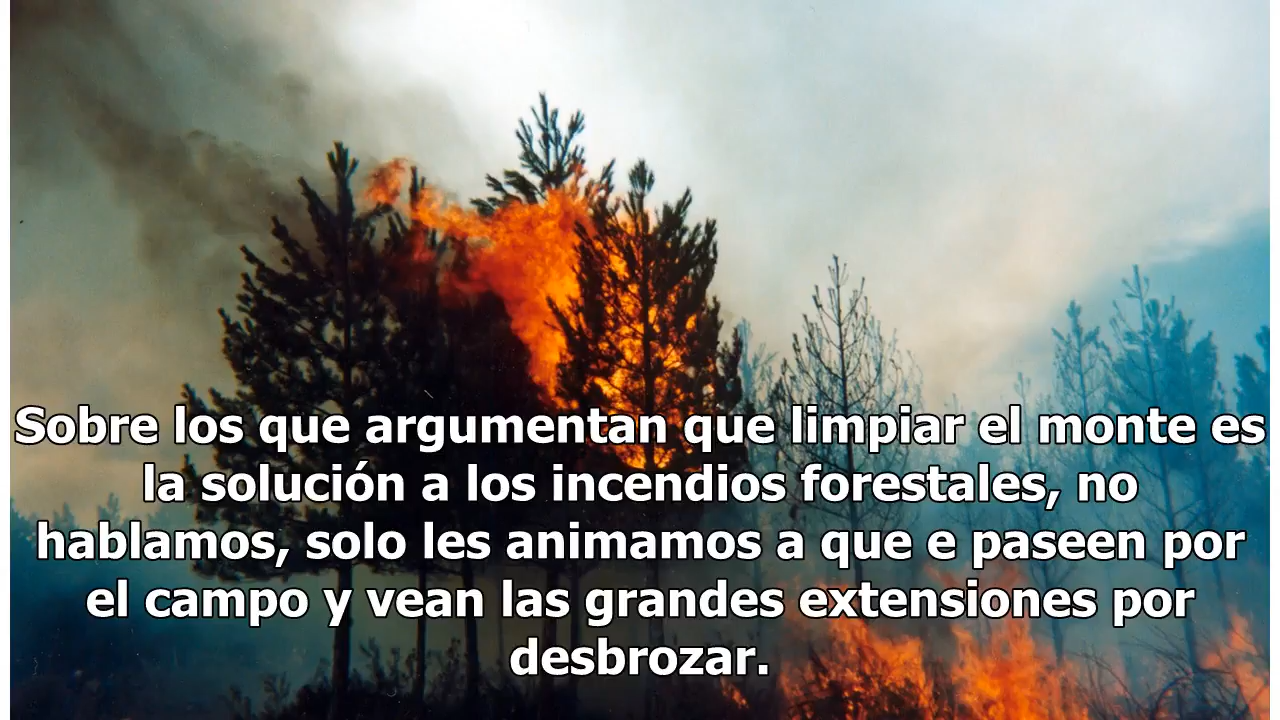 Sobre los que argumentan que limpiar el monte es
la solución a los incendios forestales, no
hablamos, solo les animamos a que e paseen por
el campo y vean las grandes extensiones por
desbrozar.